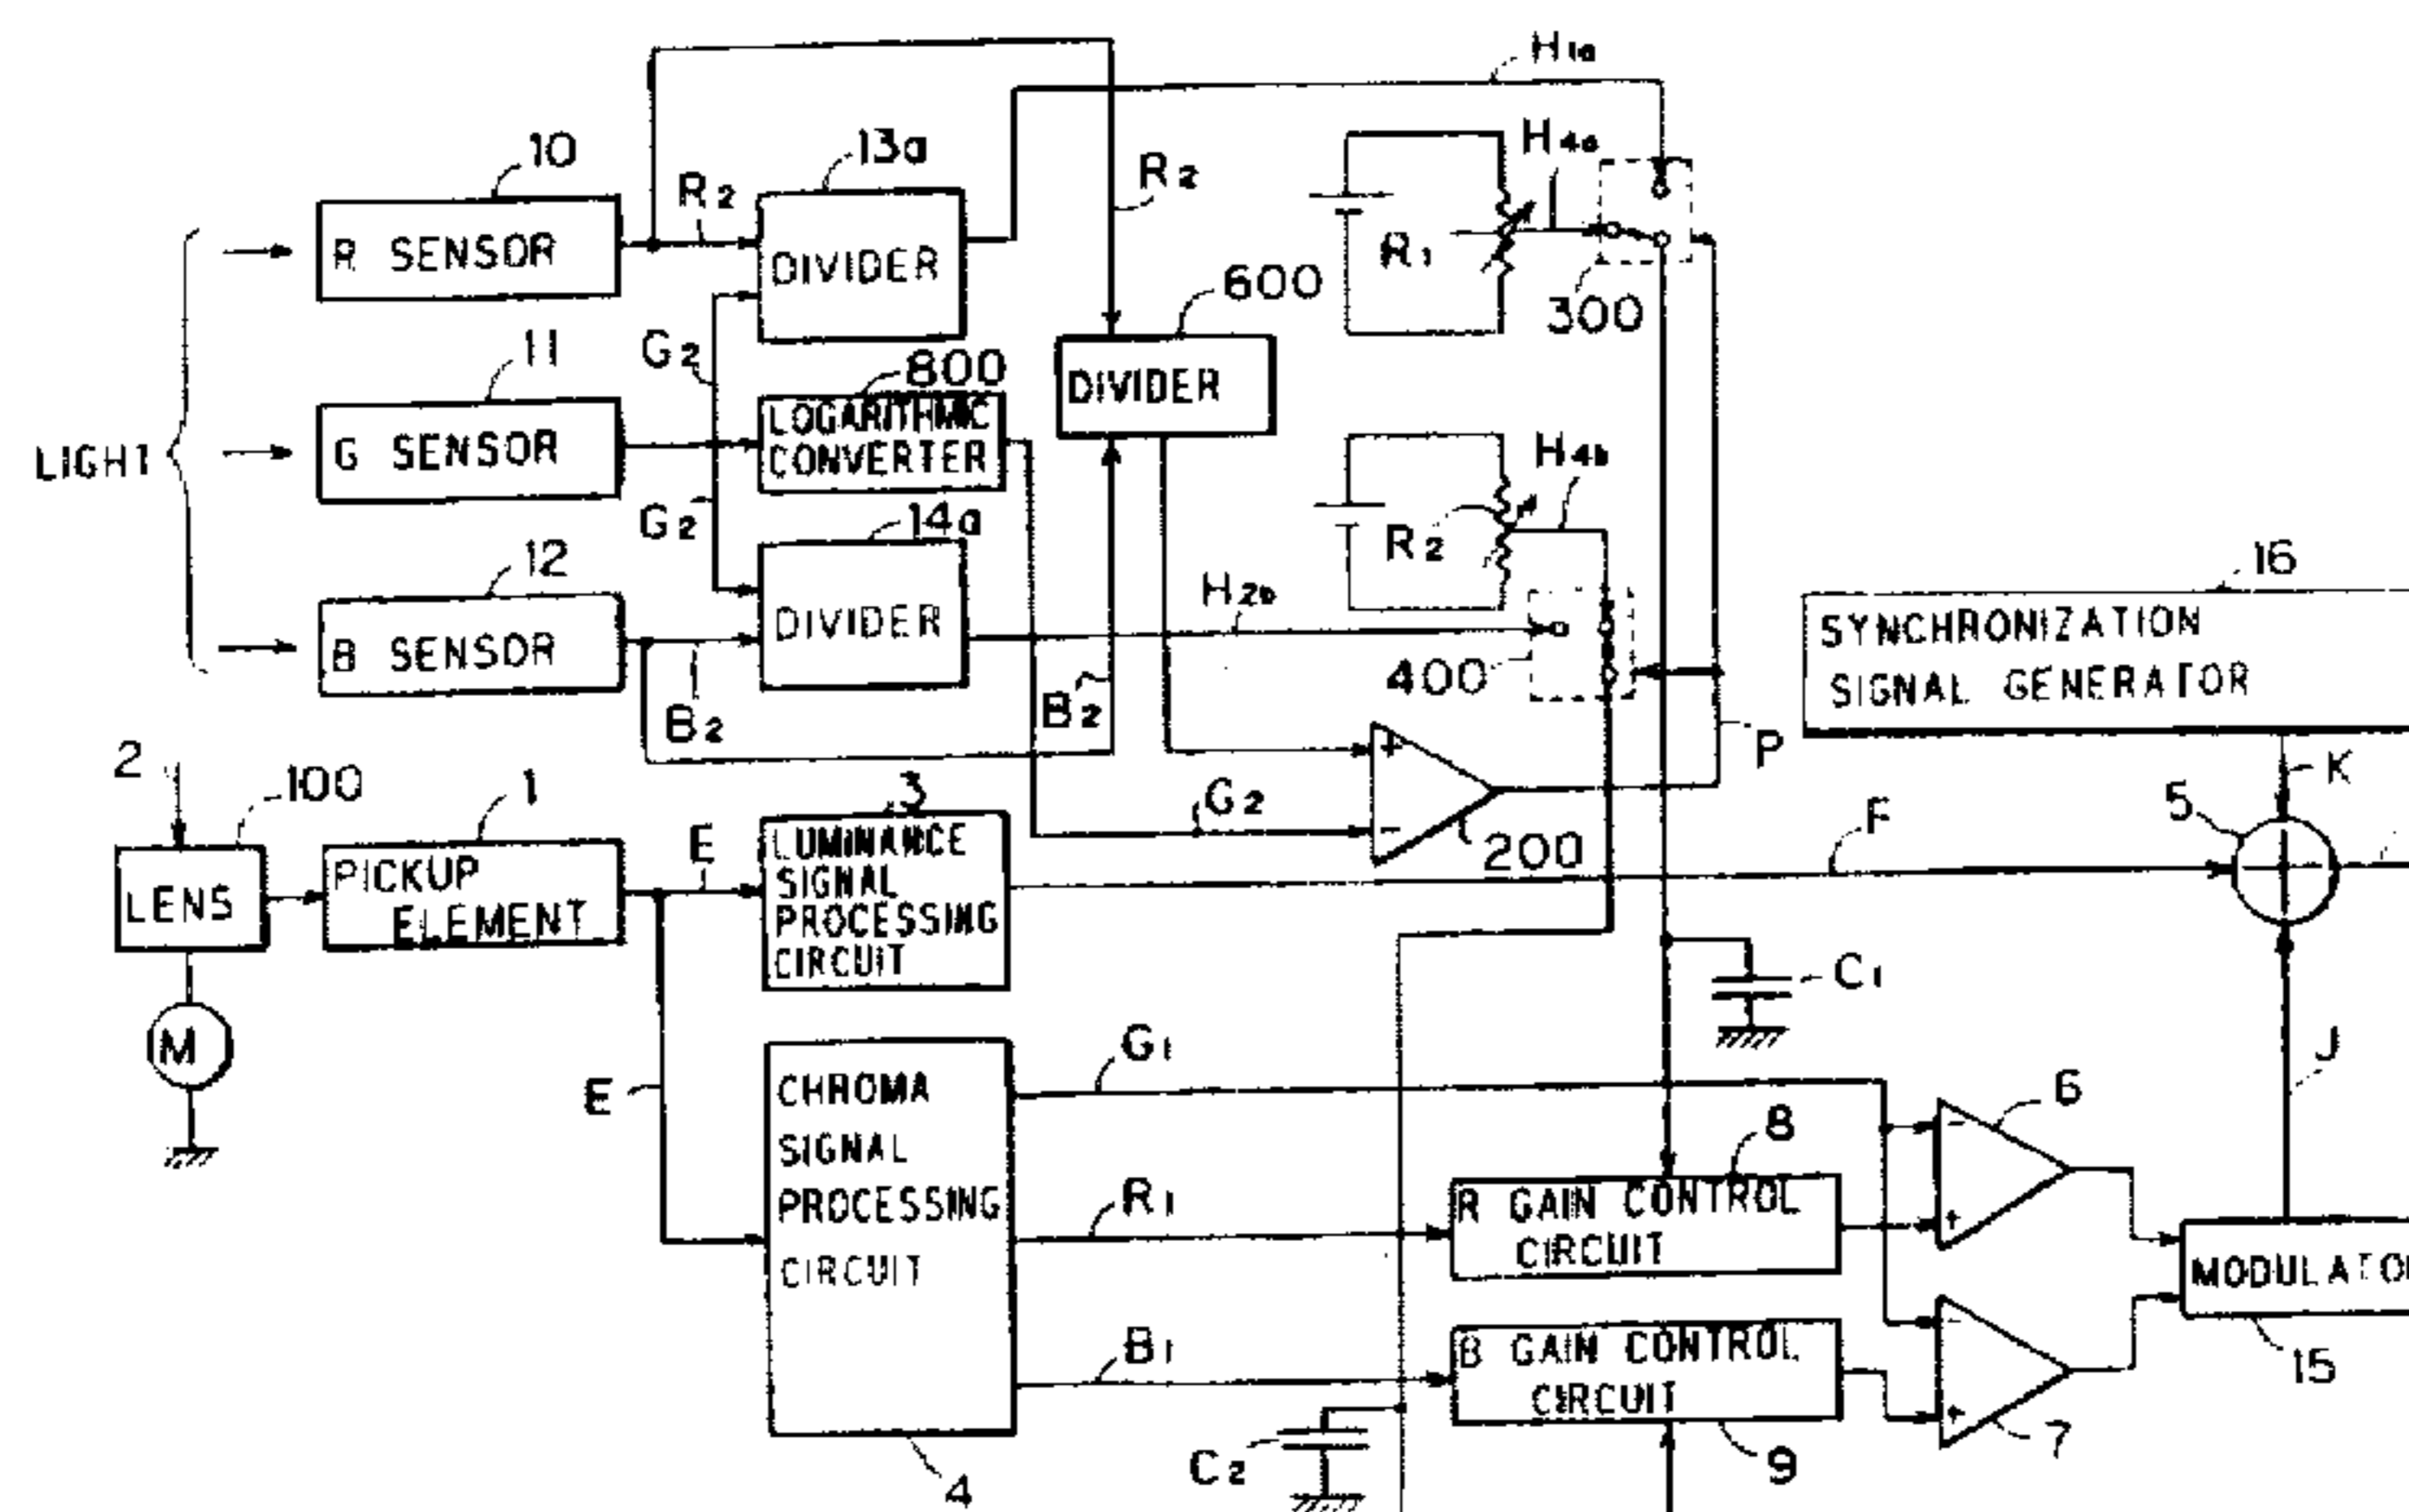 H1a
10
R2
13a
R2
H4a
R SENSOR
DIVIDER
R1
300
600
G2
11
800
DIVIDER
LIGHT
G SENSOR
LOGARITHMIC
CONVERTER
H4b
G2
14a
R2
12
H2b
16
B SENSOR
DIVIDER
400
SYNCHRONIZATION
SIGNAL GENERATOR
B2
B2
P
2
100
1
3
+
G2
-
200
F
5
K
LENS
PICKUP
ELEMENT
E
LUMINANCE
SIGNAL
PROCESSING
CIRCUIT
C1
M
G1
J
E
CHROMA
SIGNAL
PROCESSING
CIRCUIT
8
6
-
+
R1
R GAIN CONTROL
CIRCUIT
B1
B GAIN CONTROL
CIRCUIT
-
+
15
C2
9
7
4